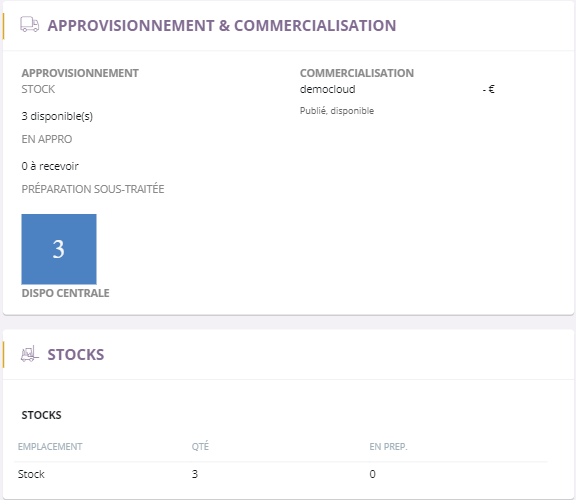 APPROVISIONNEMENT & COMMERCIALISATION
APPROVISIONNEMENT
STOCK
3 disponible(s)
EN APPRO
0 à recevoir
PRÉPARATION SOUS-TRAITÉE
3
DISPO CENTRALE
COMMERCIALISATION
democloud - €
Publié, disponible
STOCKS
STOCKS
EMPLACEMENT QTÉ EN PREP.
Stock 3 0